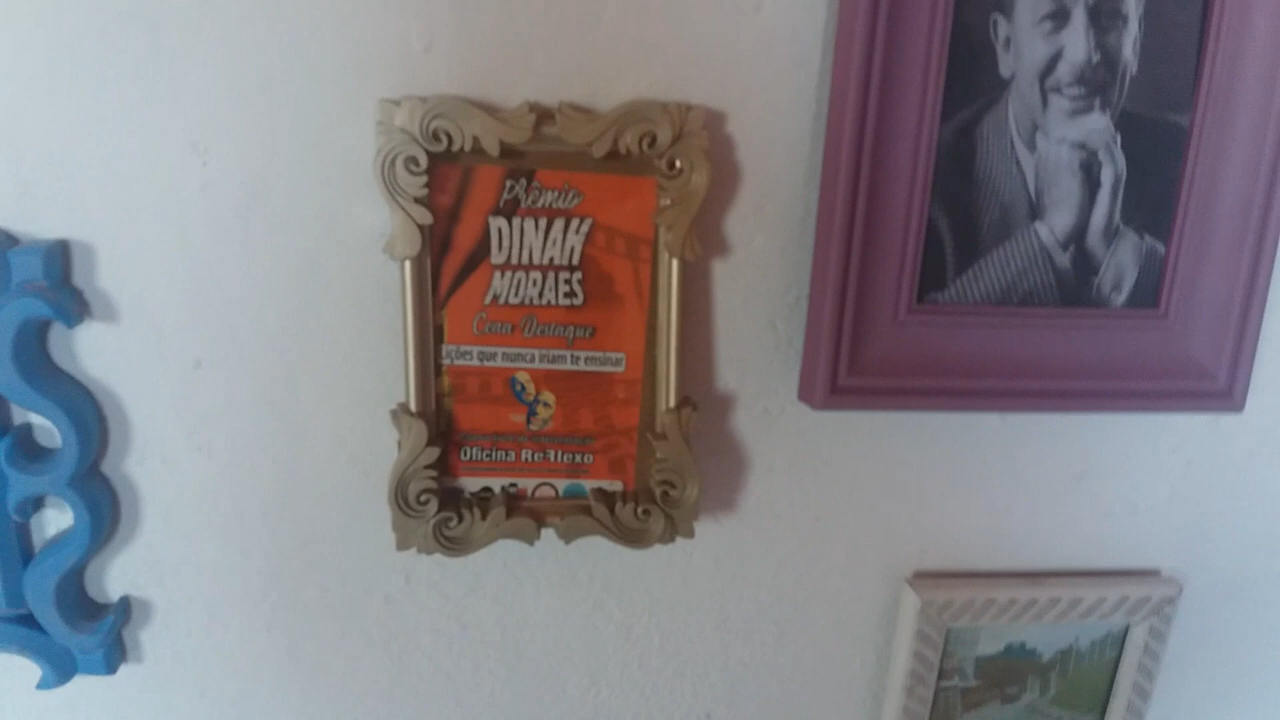 Prêmio
DINAH
MORAES
Cena Destaque
Lições que nunca iriam te ensinar
Oficina Reflexo